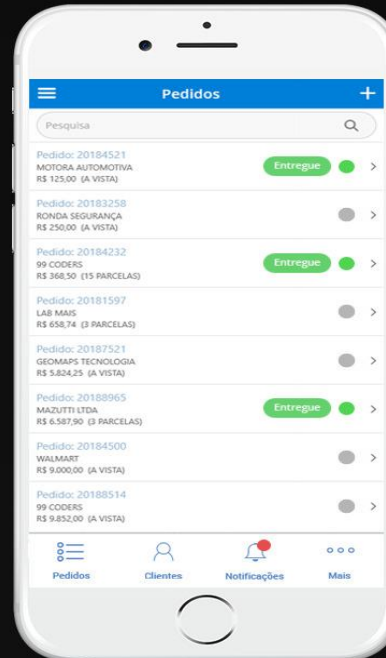 Pedidos
Pesquisa
Pedido: 20184521
MOTORA AUTOMOTIVA
R$ 125,00 (A VISTA)
Entregue
Pedido: 20183258
RONDA SEGURANÇA
R$ 250,00 (A VISTA)
Pedido: 20184232
99 CODERS
R$ 368,50 (15 PARCELAS)
Entregue
Pedido: 20181597
LAB MAIS
R$ 658,74 (3 PARCELAS)
Pedido: 20187521
GEOMAPS TECNOLOGIA
R$ 5.824,25 (A VISTA)
Pedido: 20188965
MAZUTTI LTDA
R$ 6.587,90 (3 PARCELAS)
Entregue
Pedido: 20184500
WALMART
R$ 9.000,00 (A VISTA)
Pedido: 20188514
99 CODERS
R$ 9.852,00 (A VISTA)
Pedidos Clientes Notificações Mais